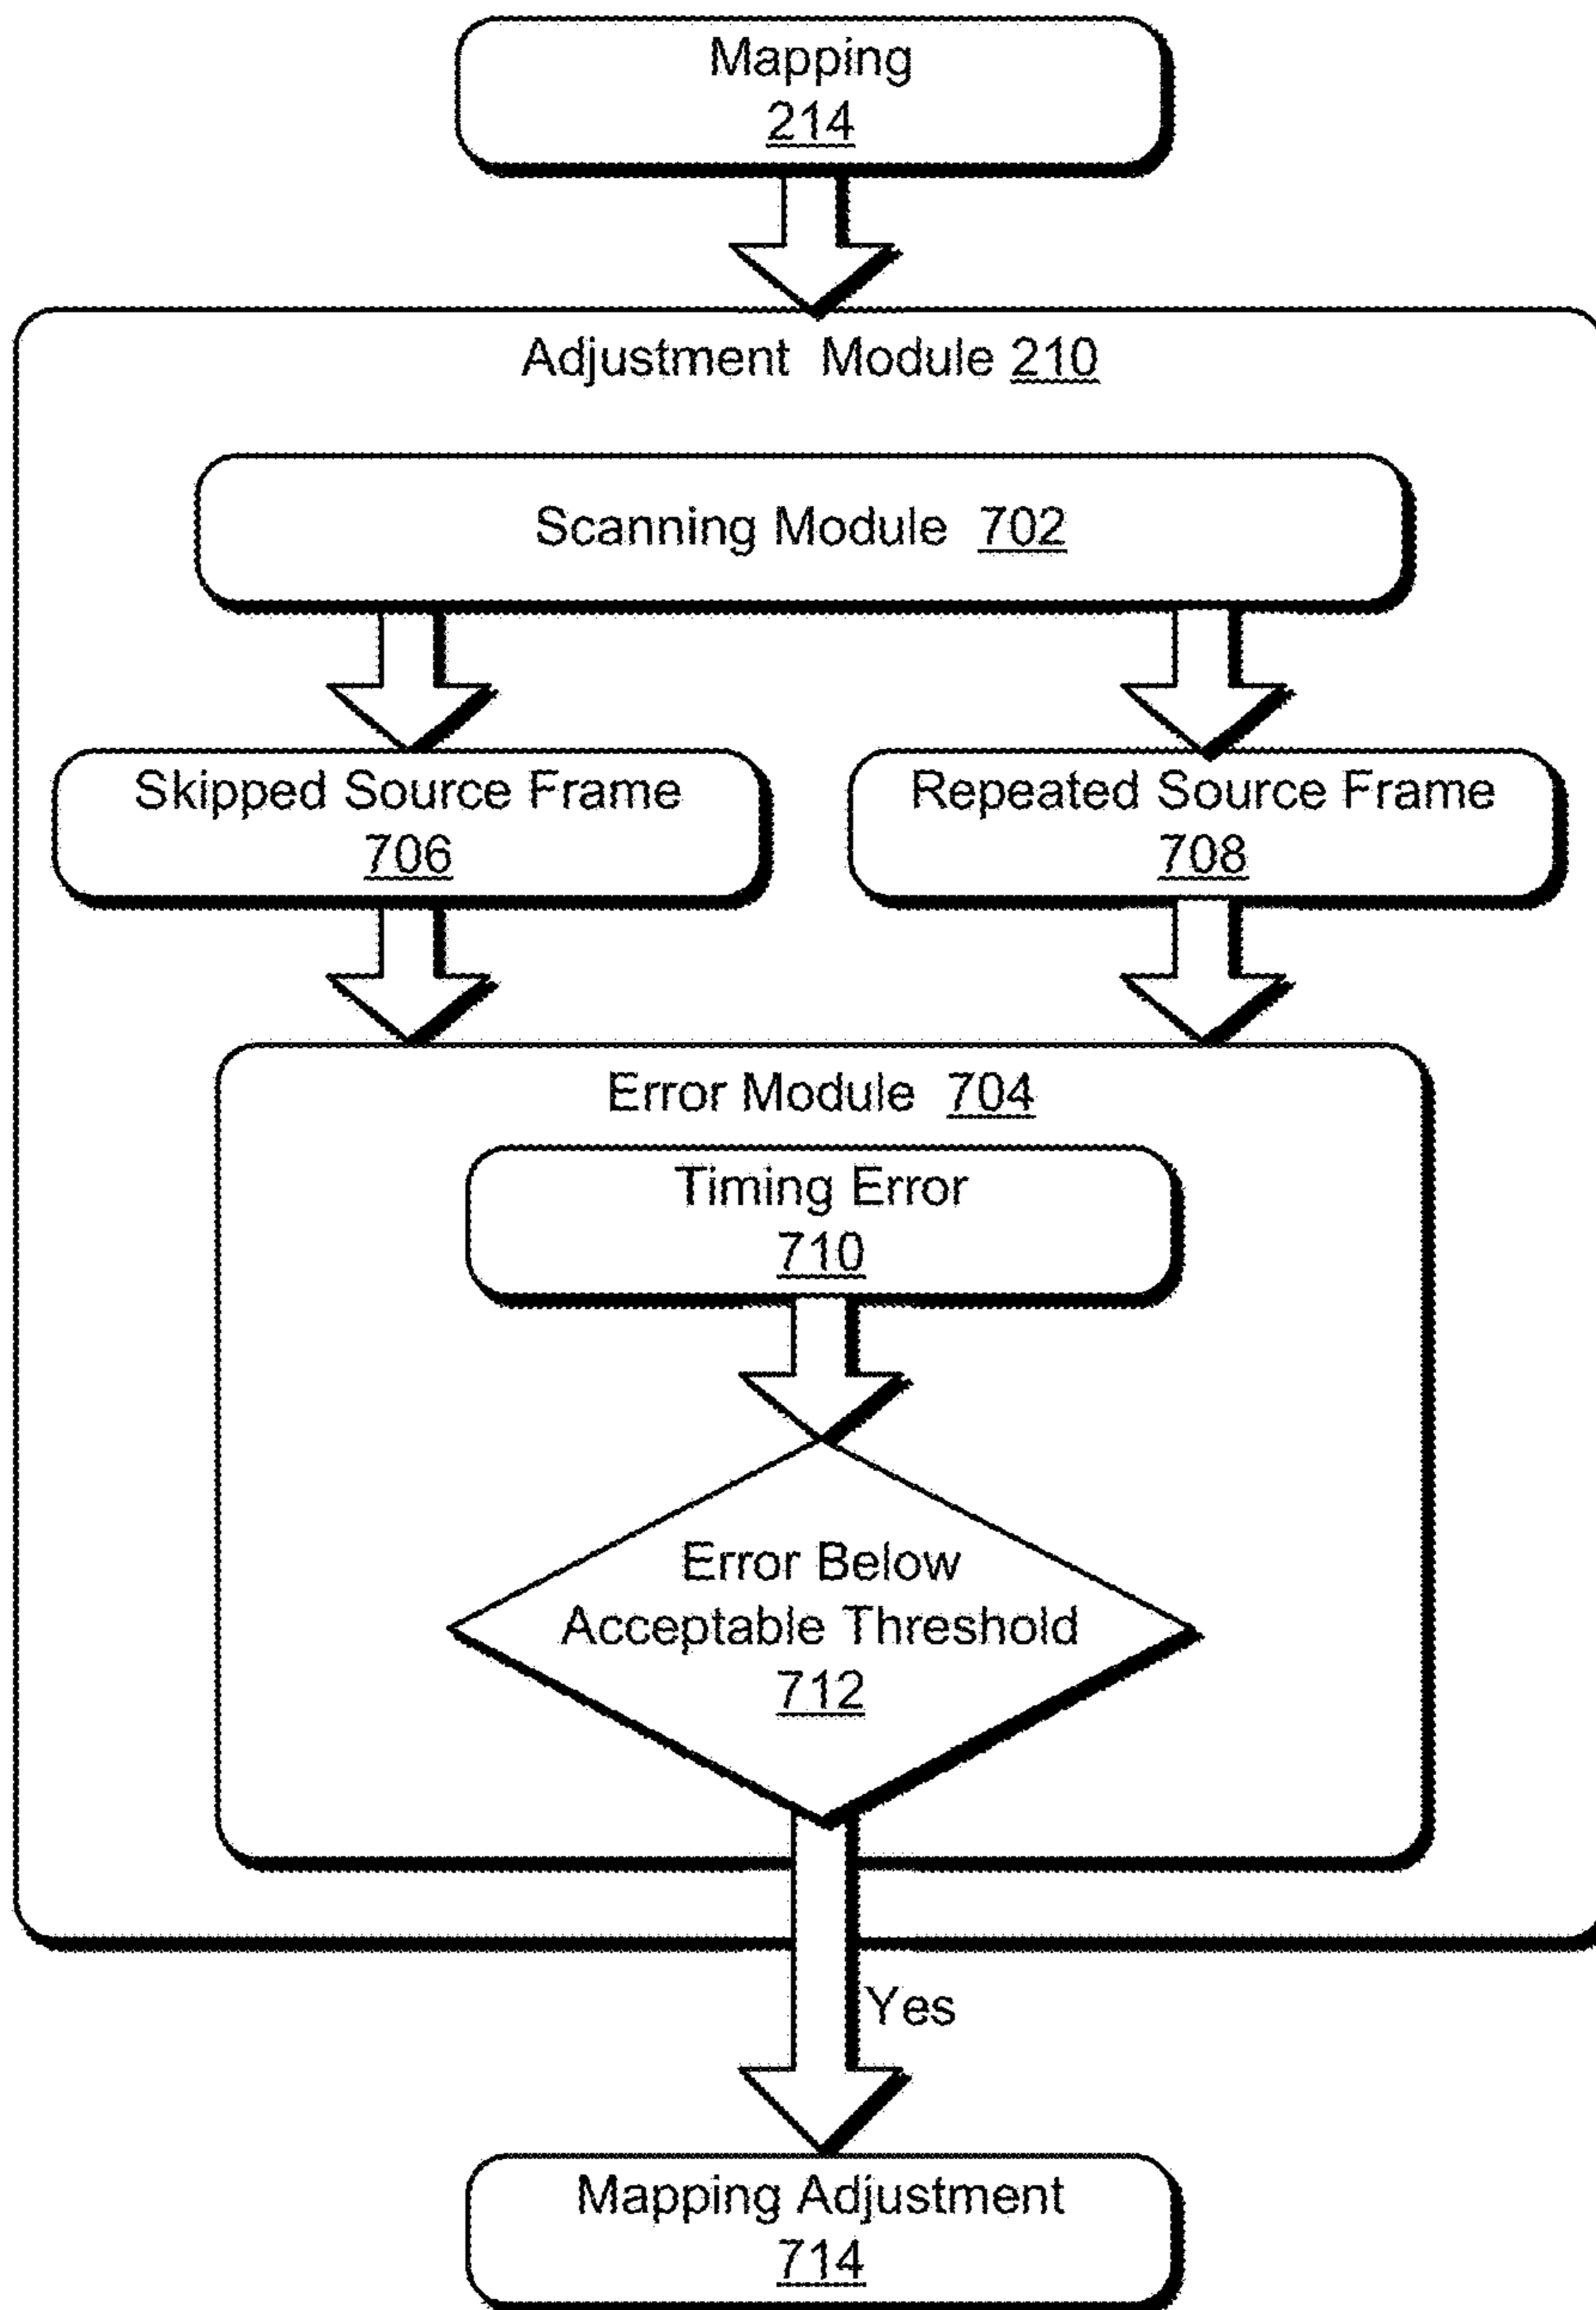 Mapping
214
Adjustment Module 210
Scanning Module 702
Skipped Source Frame
706
Repeated Source Frame
708
Error Module 704
Timing Error
710
Error Below
Acceptable Threshold
712
Yes
Mapping Adjustment
714